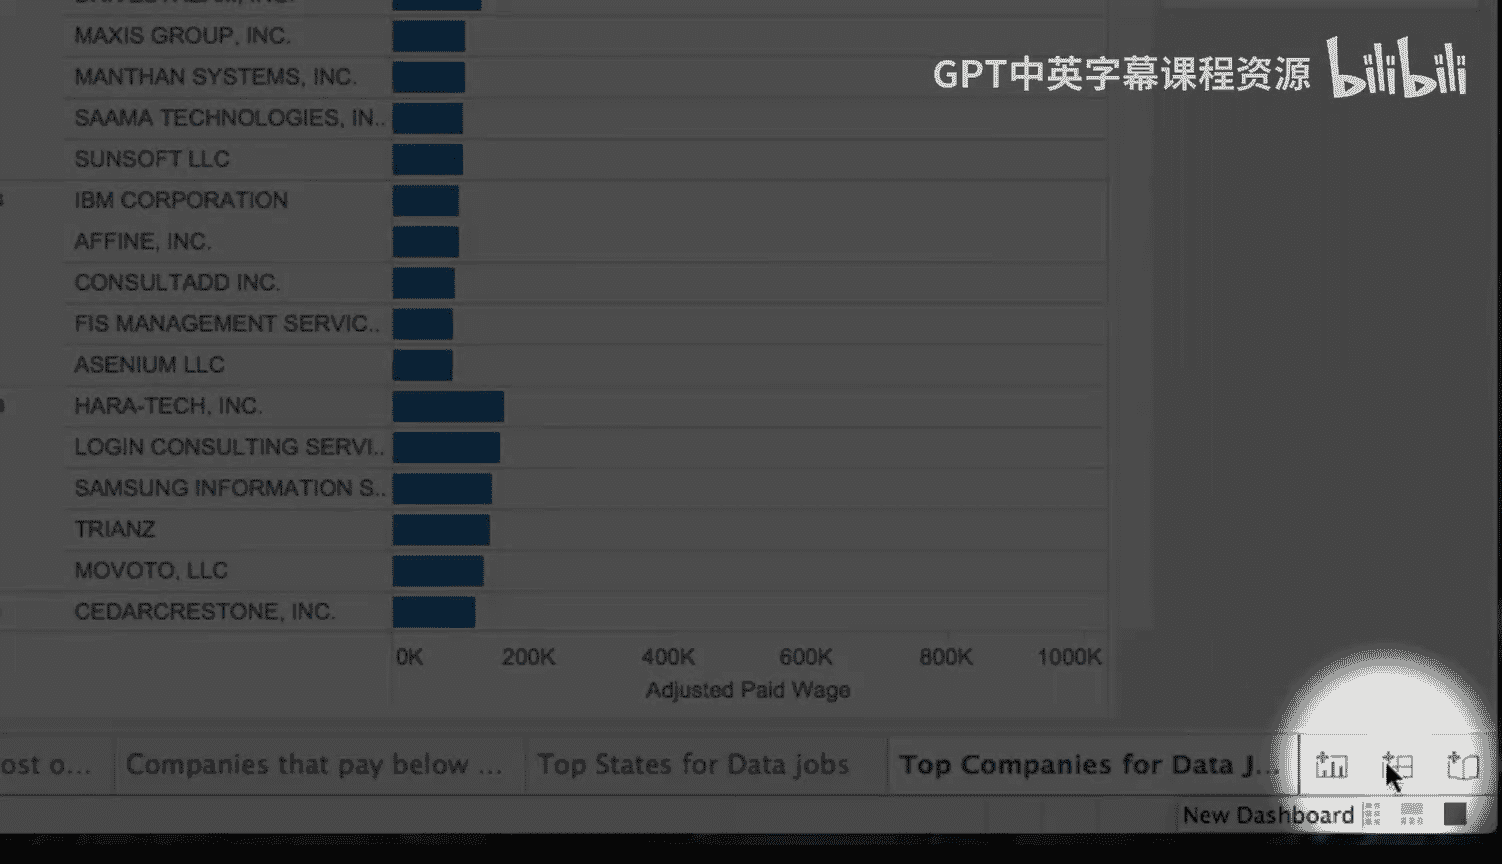 MAXIS GROUP, INC.
GPT中英字幕课程资源 bilibili
MANTHAN SYSTEMS, INC.
SAAMA TECHNOLOGIES, IN..
SUNSOFT LLC
IBM CORPORATION
AFFINE, INC.
CONSULTADD INC.
FIS MANAGEMENT SERVIC..
ASENIUM LLC
HARA-TECH, INC.
LOGIN CONSULTING SERVI..
SAMSUNG INFORMATION S..
TRIANZ
MOVOTO, LLC
CEDARCRESTONE, INC.
0K 200K 400K 600K 800K 1000K
Adjusted Paid Wage
ost o... Companies that pay below ... Top States for Data jobs Top Companies for Data J...
New Dashboard